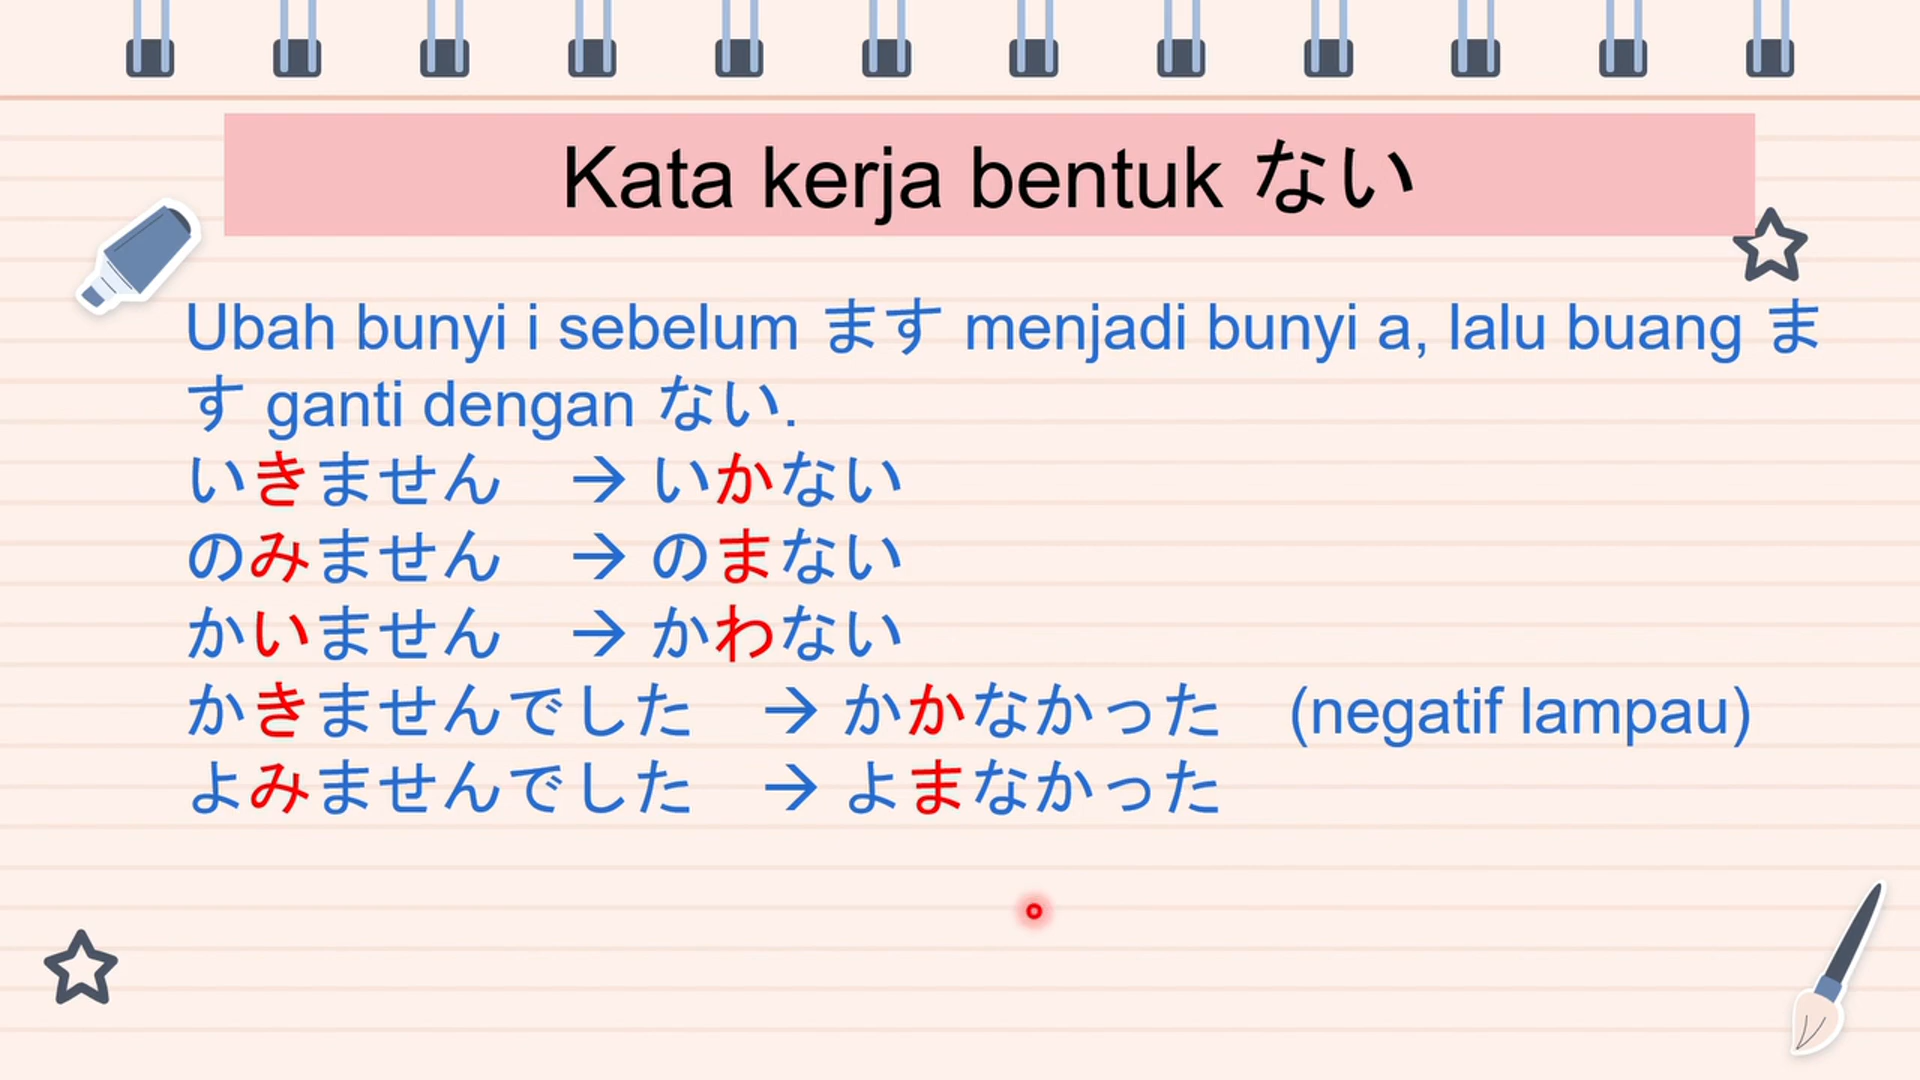 Kata kerja bentuk ない
Ubah bunyi i sebelum ます menjadi bunyi a, lalu buang ま
す ganti dengan ない.
いきません → いかない
のみません → のまない
かいません → かわない
かきませんでした → かかなかった (negatif lampau)
よみませんでした → よまなかった